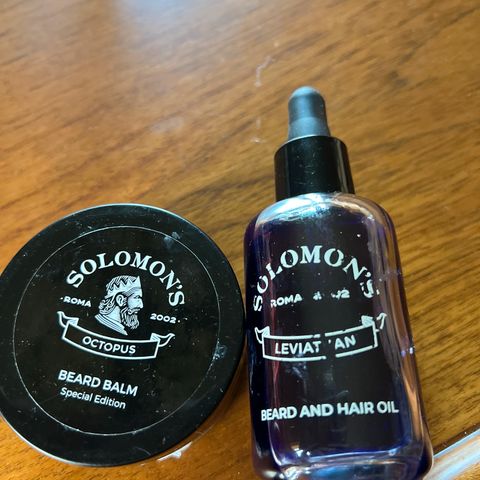 SOLOMON'S
ROMA 2002
OCTOPUS
BEARD BALM
Special Edition
SOLOMON'S
ROMA
BEARD AND HAIR OIL